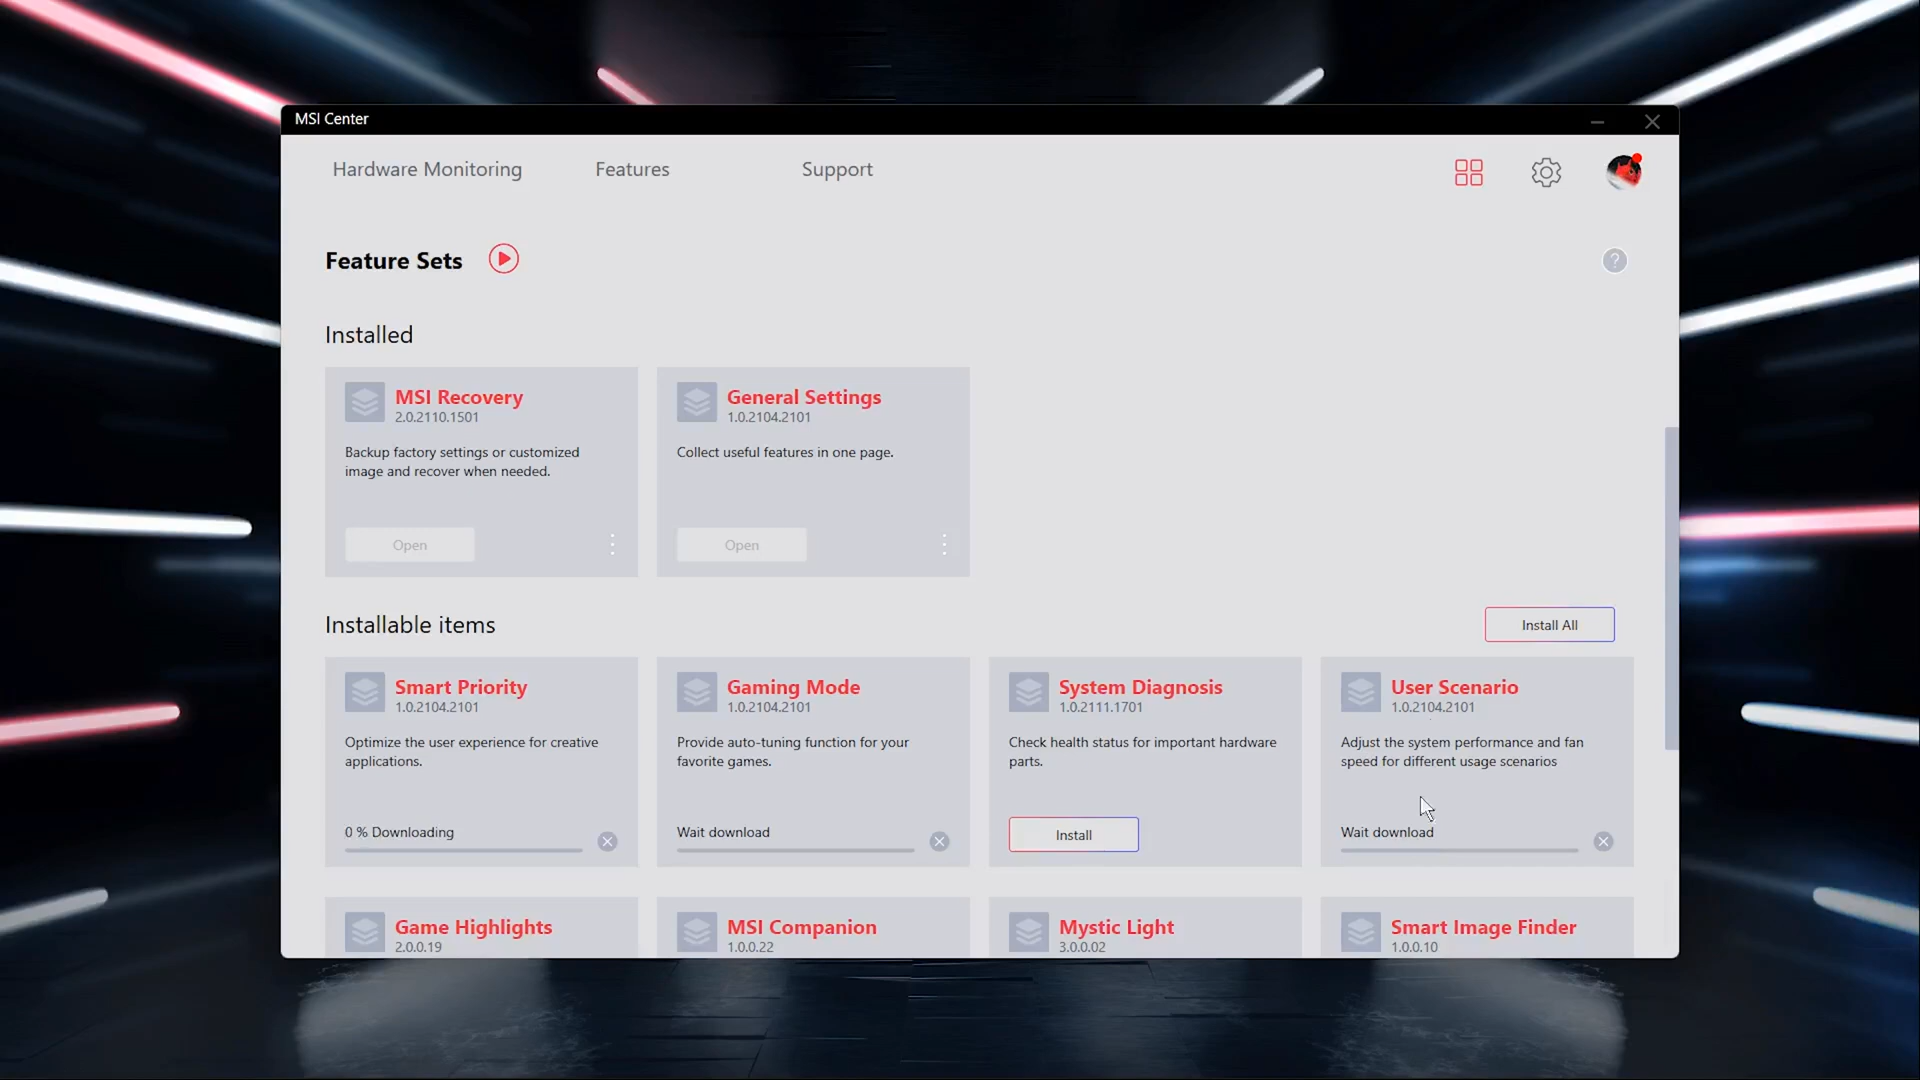 MSI Center
Hardware Monitoring
Features
Support
Feature Sets
?
Installed
MSI Recovery
2.0.2110.1501
Backup factory settings or customized
image and recover when needed.
Open
General Settings
1.0.2104.2101
Collect useful features in one page.
Open
Installable items
Install All
Smart Priority
1.0.2104.2101
Optimize the user experience for creative
applications.
0 % Downloading
Gaming Mode
1.0.2104.2101
Provide auto-tuning function for your
favorite games.
Wait download
System Diagnosis
1.0.2111.1701
Check health status for important hardware
parts.
Install
User Scenario
1.0.2104.2101
Adjust the system performance and fan
speed for different usage scenarios
Wait download
Game Highlights
2.0.0.19
MSI Companion
1.0.0.22
Mystic Light
3.0.0.02
Smart Image Finder
1.0.0.10